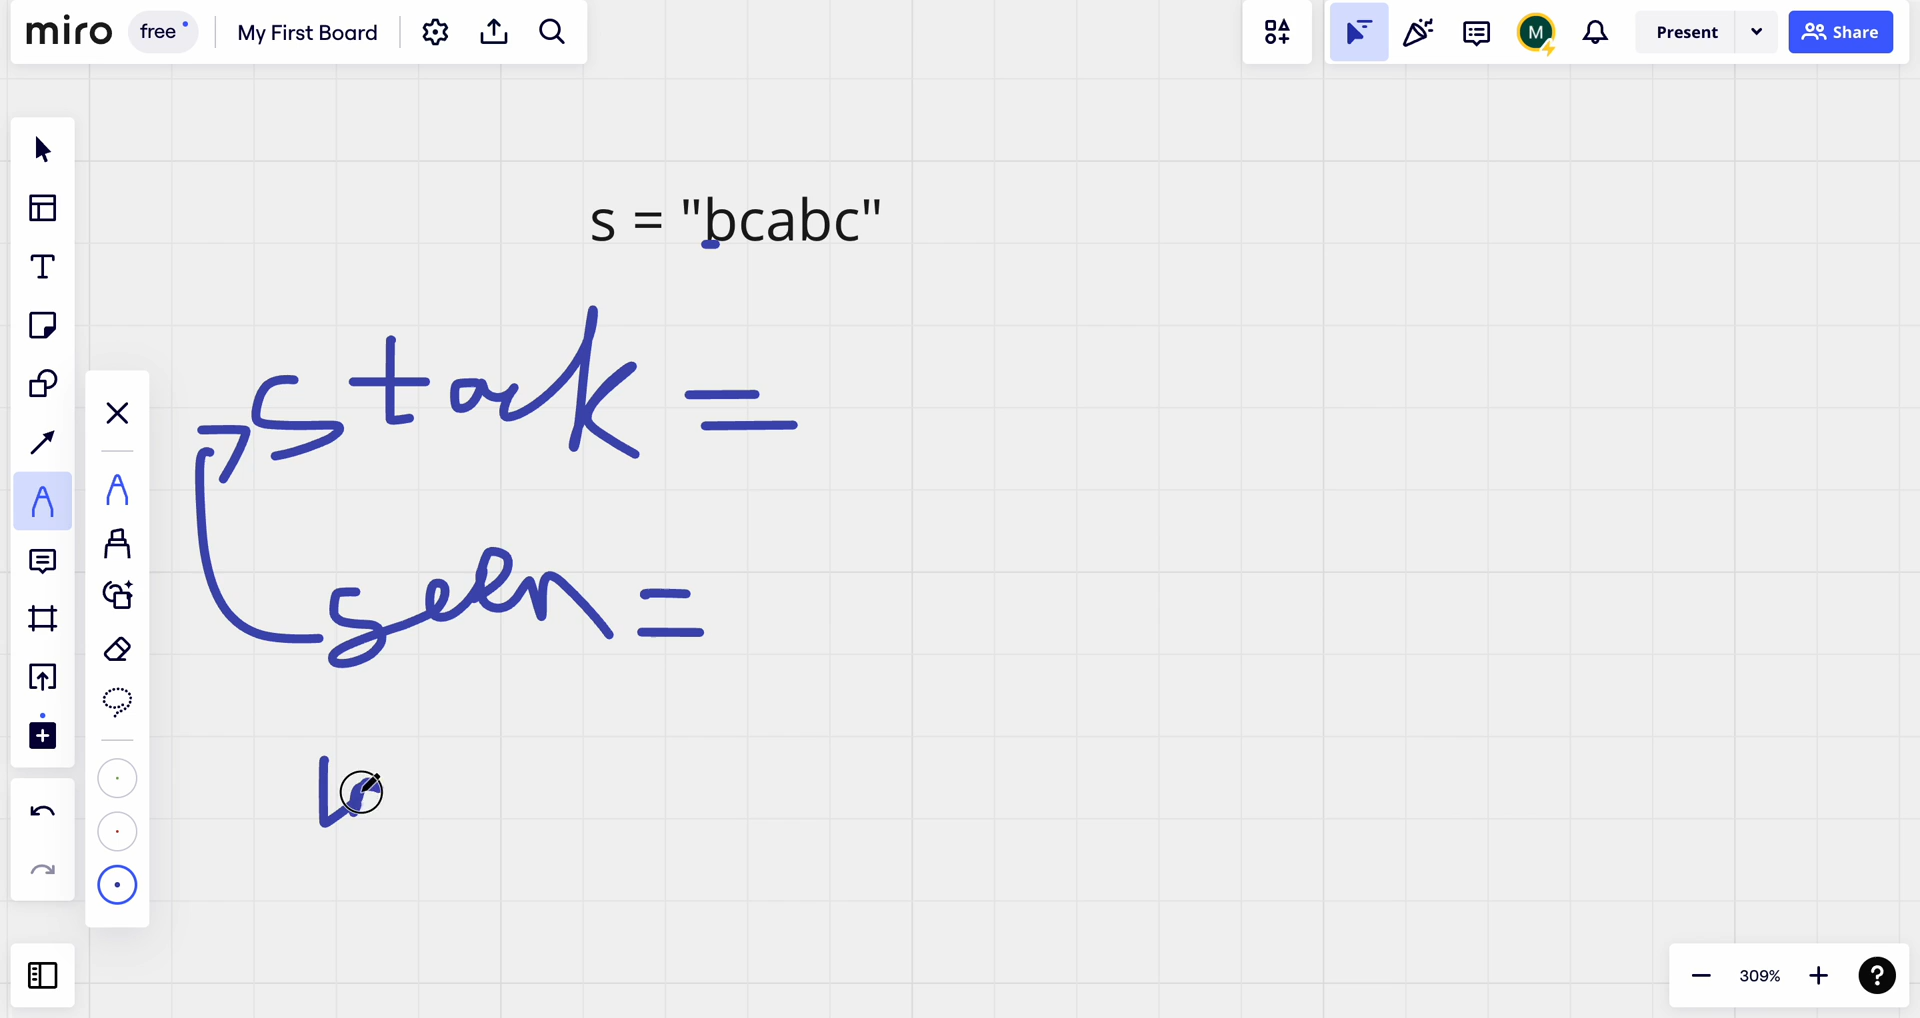 miro free My First Board Present Share
M
s = "bcabc"
stack =
seen =
309%